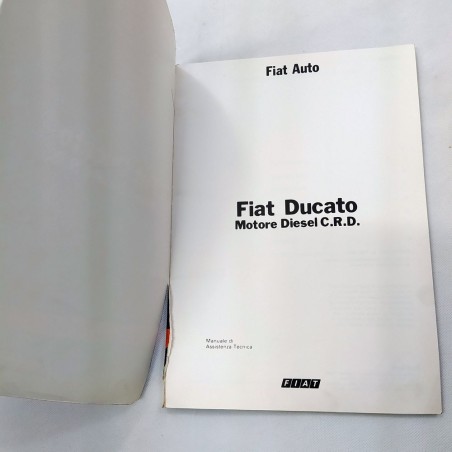 Fiat Auto
Fiat Ducato
Motore Diesel C.R.D.
Manuale di
Assistenza Tecnica
FIAT